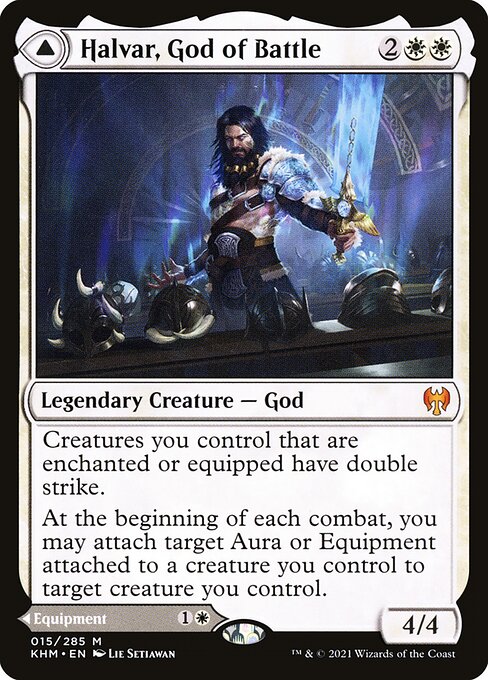 Halvar, God of Battle 2
Legendary Creature — God
Creatures you control that are
enchanted or equipped have double
strike.
At the beginning of each combat, you
may attach target Aura or Equipment
attached to a creature you control to
target creature you control.
Equipment 1
4/4
015/285 M
KHM • EN Lie Setiawan
™ & © 2021 Wizards of the Coast